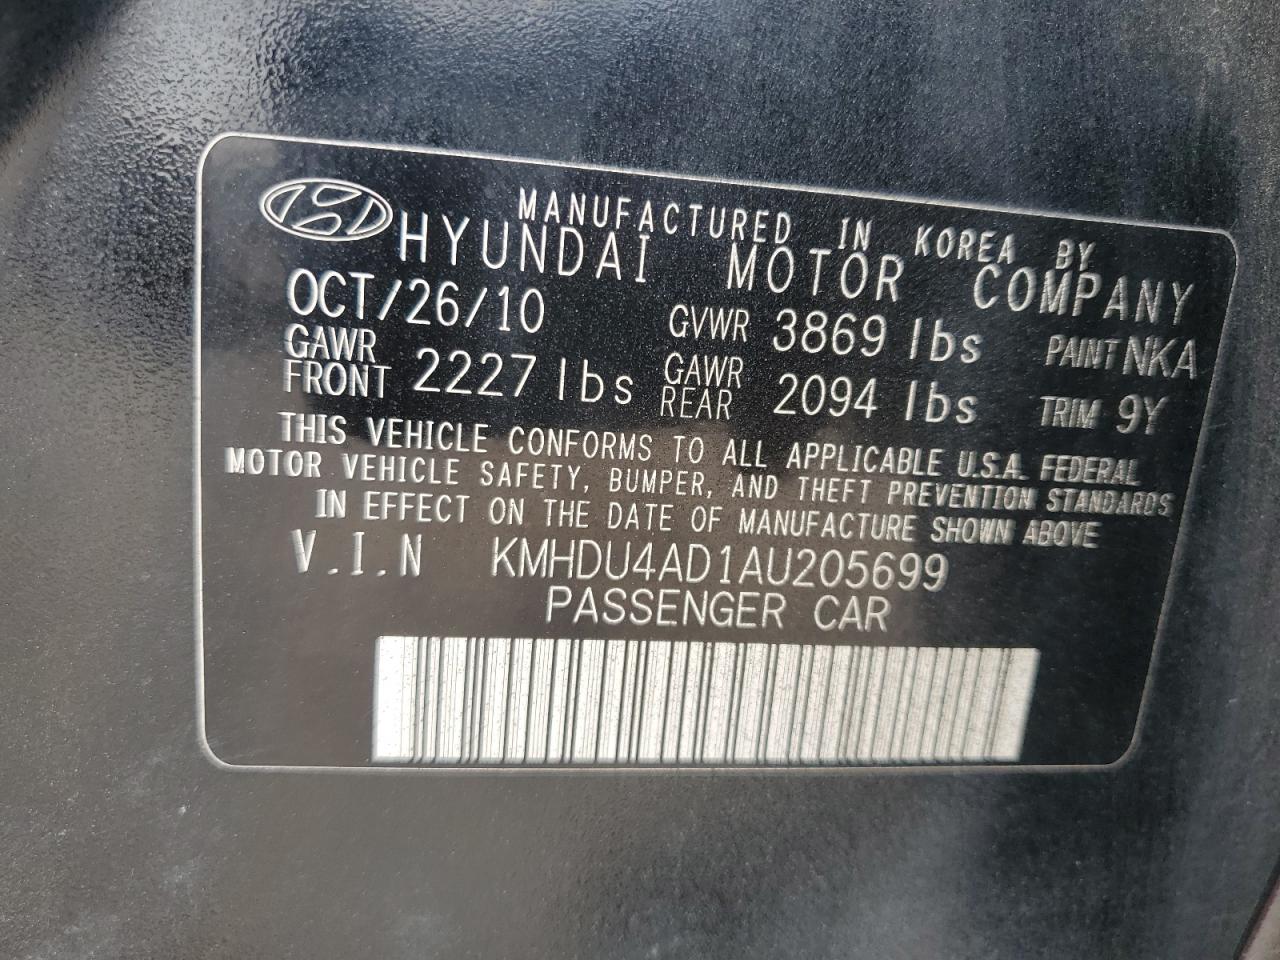 MANUFACTURED IN KOREA BY
HYUNDAI MOTOR COMPANY
OCT/26/10 GVWR 3869 lbs PAINT NKA
GAWR FRONT 2227 lbs GAWR REAR 2094 lbs TRIM 9Y
THIS VEHICLE CONFORMS TO ALL APPLICABLE U.S.A. FEDERAL
MOTOR VEHICLE SAFETY, BUMPER, AND THEFT PREVENTION STANDARDS
IN EFFECT ON THE DATE OF MANUFACTURE SHOWN ABOVE
V.I.N KMHDU4AD1AU205699
PASSENGER CAR